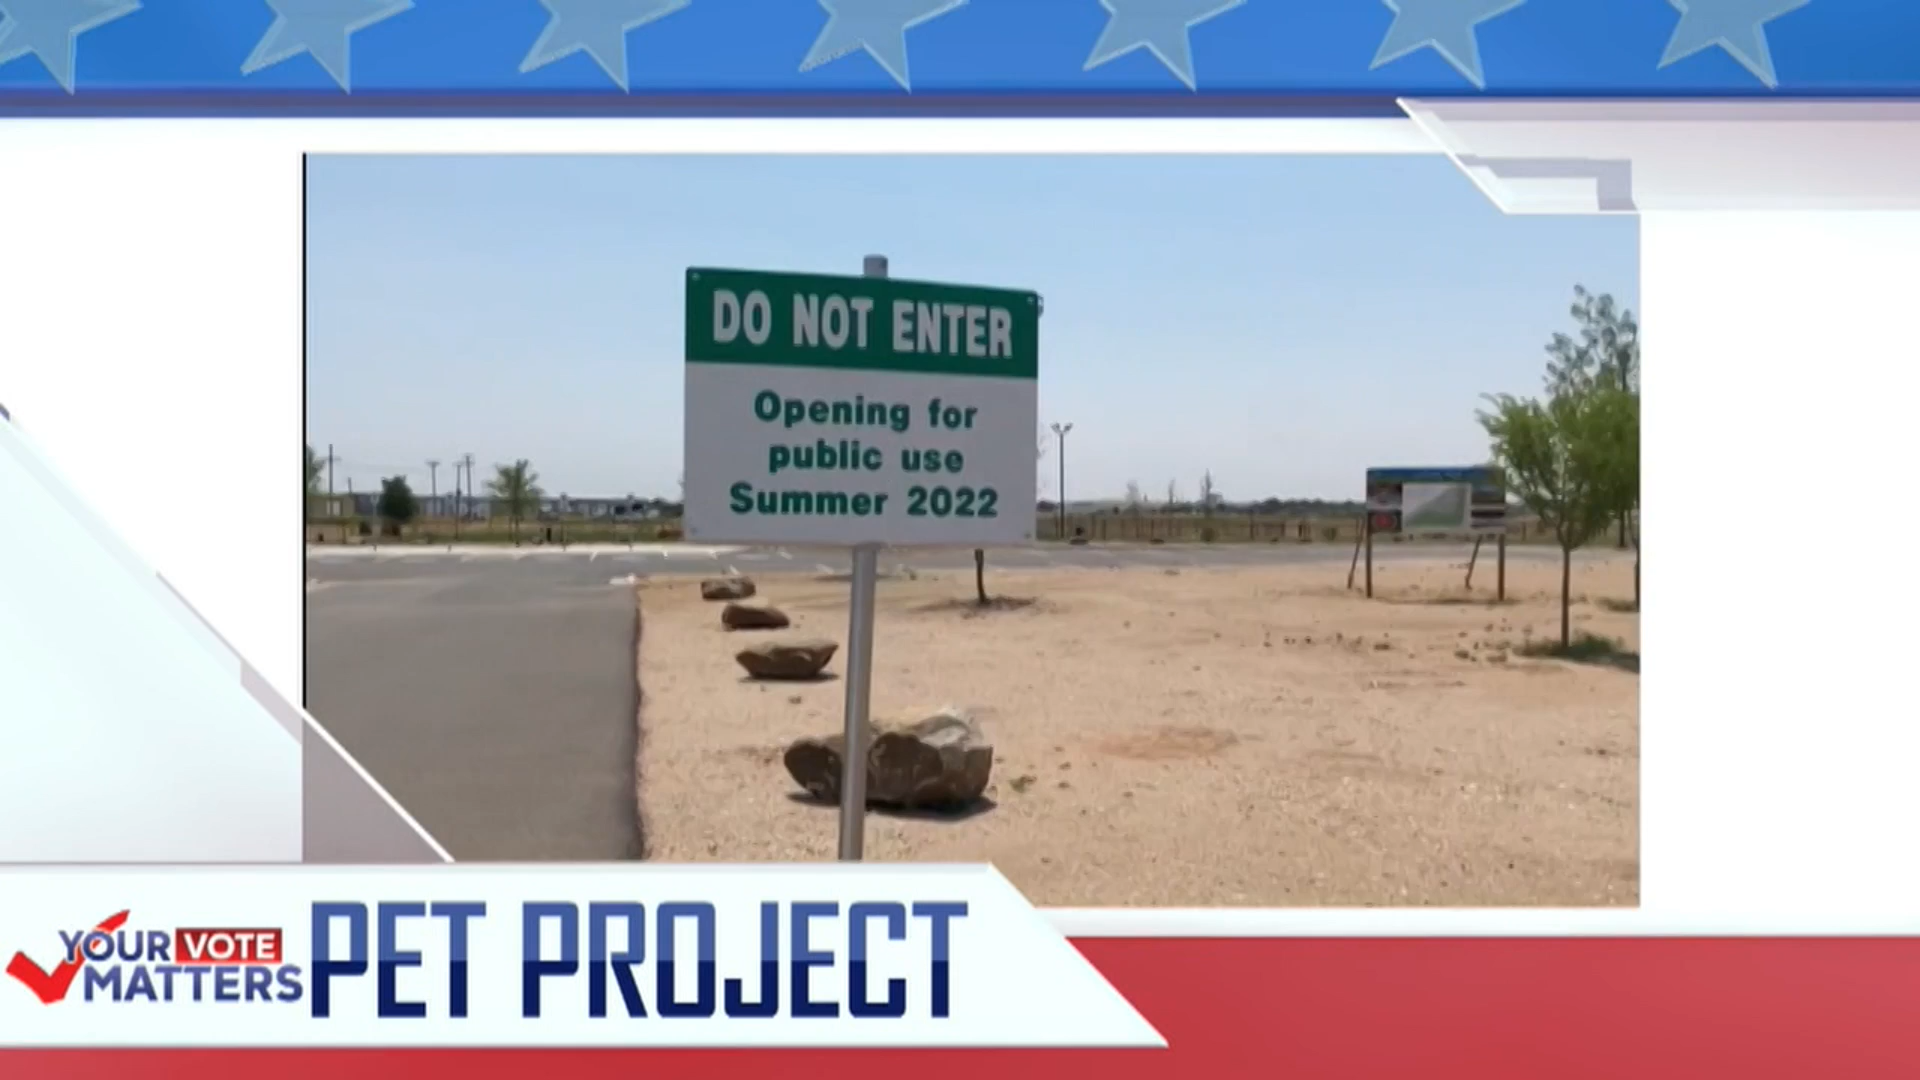 DO NOT ENTER
Opening for
public use
Summer 2022
YOUR VOTE
MATTERS
PET PROJECT